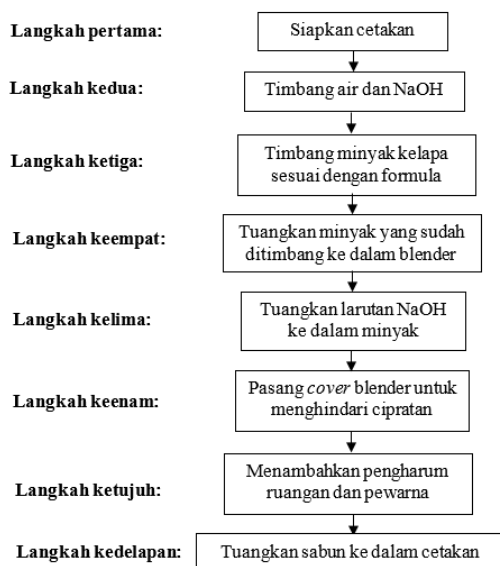 Langkah pertama:
Siapkan cetakan
Langkah kedua:
Timbang air dan NaOH
Langkah ketiga:
Timbang minyak kelapa
sesuai dengan formula
Langkah keempat:
Tuangkan minyak yang sudah
ditimbang ke dalam blender
Langkah kelima:
Tuangkan larutan NaOH
ke dalam minyak
Langkah keenam:
Pasang cover blender untuk
menghindari cipratan
Langkah ketujuh:
Menambahkan pengharum
ruangan dan pewarna
Langkah kedelapan:
Tuangkan sabun ke dalam cetakan